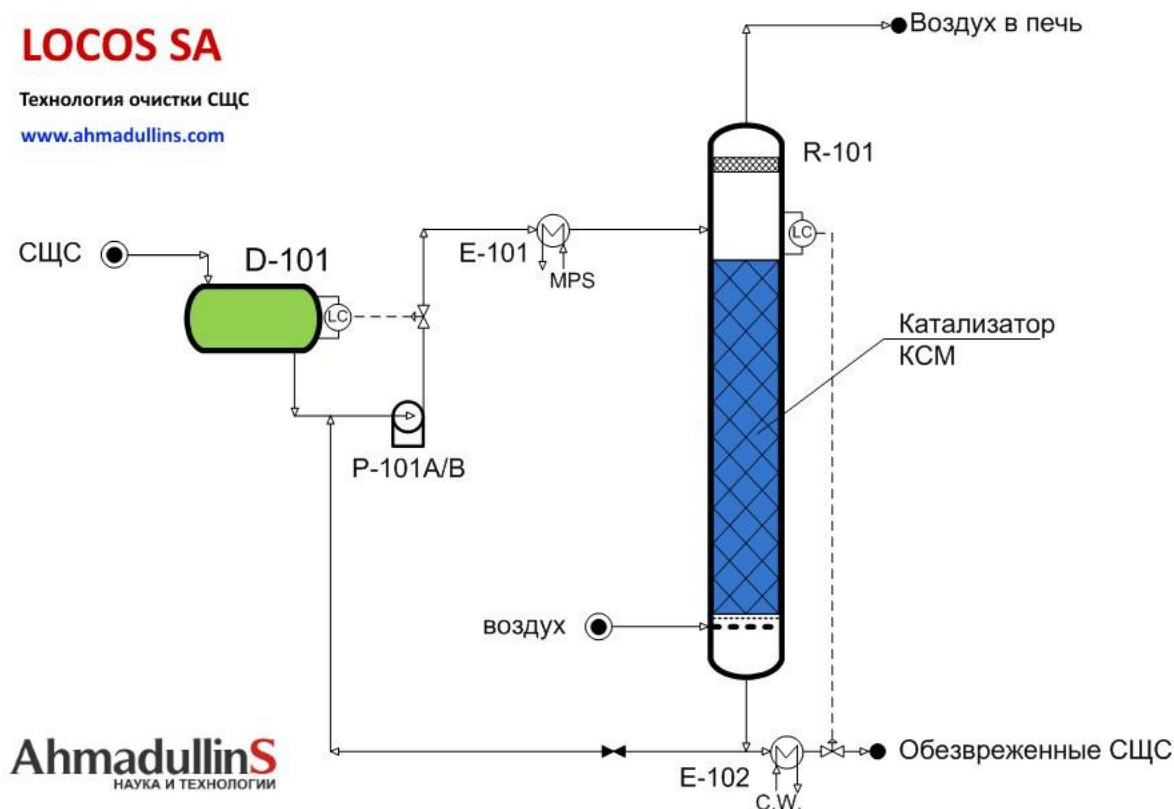 LOCOS SA
Технология очистки СЩС
www.ahmadullins.com
Воздух в печь
R-101
СЩС
D-101
LC
E-101
MPS
LC
Катализатор
КСМ
P-101A/B
воздух
AhmadullinS
НАУКА И ТЕХНОЛОГИИ
E-102
C.W.
Обезвреженные СЩС